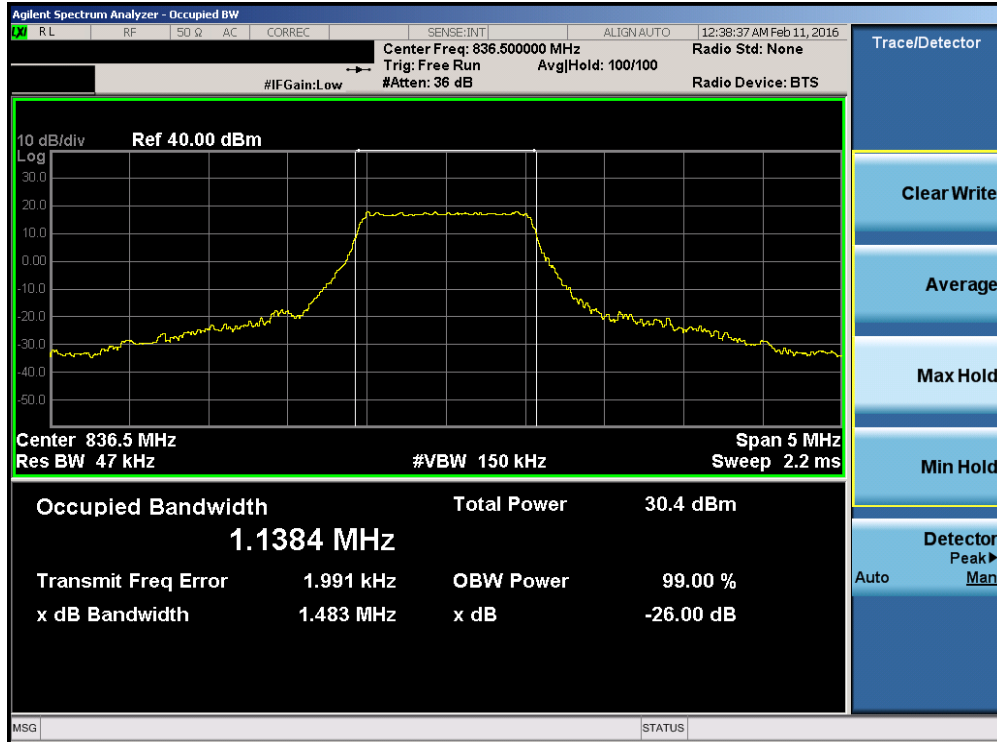 Agilent Spectrum Analyzer - Occupied BW
LXI RL RF 50 Ω AC CORREC SENSE:INT ALIGN AUTO 12:38:37 AM Feb 11, 2016
Center Freq: 836.500000 MHz Radio Std: None
Trig: Free Run Avg|Hold: 100/100
#IFGain:Low #Atten: 36 dB Radio Device: BTS
10 dB/div Ref 40.00 dBm
Log
30.0
20.0
10.0
0.00
-10.0
-20.0
-30.0
-40.0
-50.0
Center 836.5 MHz Span 5 MHz
Res BW 47 kHz #VBW 150 kHz Sweep 2.2 ms
Occupied Bandwidth Total Power 30.4 dBm
1.1384 MHz
Transmit Freq Error 1.991 kHz OBW Power 99.00 %
x dB Bandwidth 1.483 MHz x dB -26.00 dB
MSG STATUS
Trace/Detector
Clear Write
Average
Max Hold
Min Hold
Detector
Peak▶
Auto Man